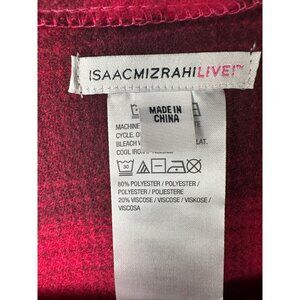 ISAACMIZRAHILIVE!™
MADE IN
CHINA
MACHINE
CYCLE.
BLEACH
COOL IRON
30
80% POLYESTER / POLYESTER
/ POLYESTER / POLIESTERE
20% VISCOSE / VISKOSE /
VISCOSA